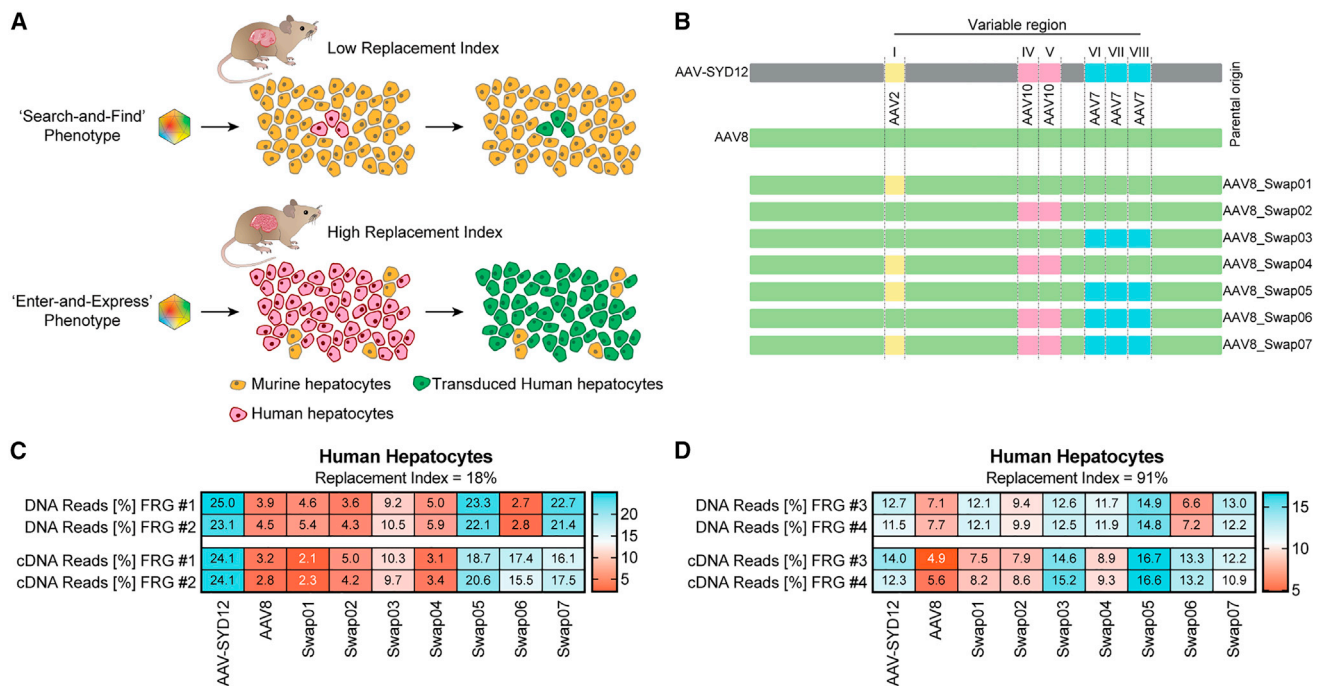 A
Low Replacement Index
'Search-and-Find'
Phenotype
High Replacement Index
'Enter-and-Express'
Phenotype
Murine hepatocytes
Transduced Human hepatocytes
Human hepatocytes
B
Variable region
I IV V VI VII VIII
AAV-SYD12
AAV2 AAV10 AAV10 AAV7 AAV7 AAV7
Parental origin
AAV8
AAV8_Swap01
AAV8_Swap02
AAV8_Swap03
AAV8_Swap04
AAV8_Swap05
AAV8_Swap06
AAV8_Swap07
C
Human Hepatocytes
Replacement Index = 18%
DNA Reads [%] FRG #1 25.0 3.9 4.6 3.6 9.2 5.0 23.3 2.7 22.7
DNA Reads [%] FRG #2 23.1 4.5 5.4 4.3 10.5 5.9 22.1 2.8 21.4
cDNA Reads [%] FRG #1 24.1 3.2 2.1 5.0 10.3 3.1 18.7 17.4 16.1
cDNA Reads [%] FRG #2 24.1 2.8 2.3 4.2 9.7 3.4 20.6 15.5 17.5
20
15
10
5
AAV-SYD12 AAV8 Swap01 Swap02 Swap03 Swap04 Swap05 Swap06 Swap07
D
Human Hepatocytes
Replacement Index = 91%
DNA Reads [%] FRG #3 12.7 7.1 12.1 9.4 12.6 11.7 14.9 6.6 13.0
DNA Reads [%] FRG #4 11.5 7.7 12.1 9.9 12.5 11.9 14.8 7.2 12.2
cDNA Reads [%] FRG #3 14.0 4.9 7.5 7.9 14.6 8.9 16.7 13.3 12.2
cDNA Reads [%] FRG #4 12.3 5.6 8.2 8.6 15.2 9.3 16.6 13.2 10.9
15
10
5
AAV-SYD12 AAV8 Swap01 Swap02 Swap03 Swap04 Swap05 Swap06 Swap07